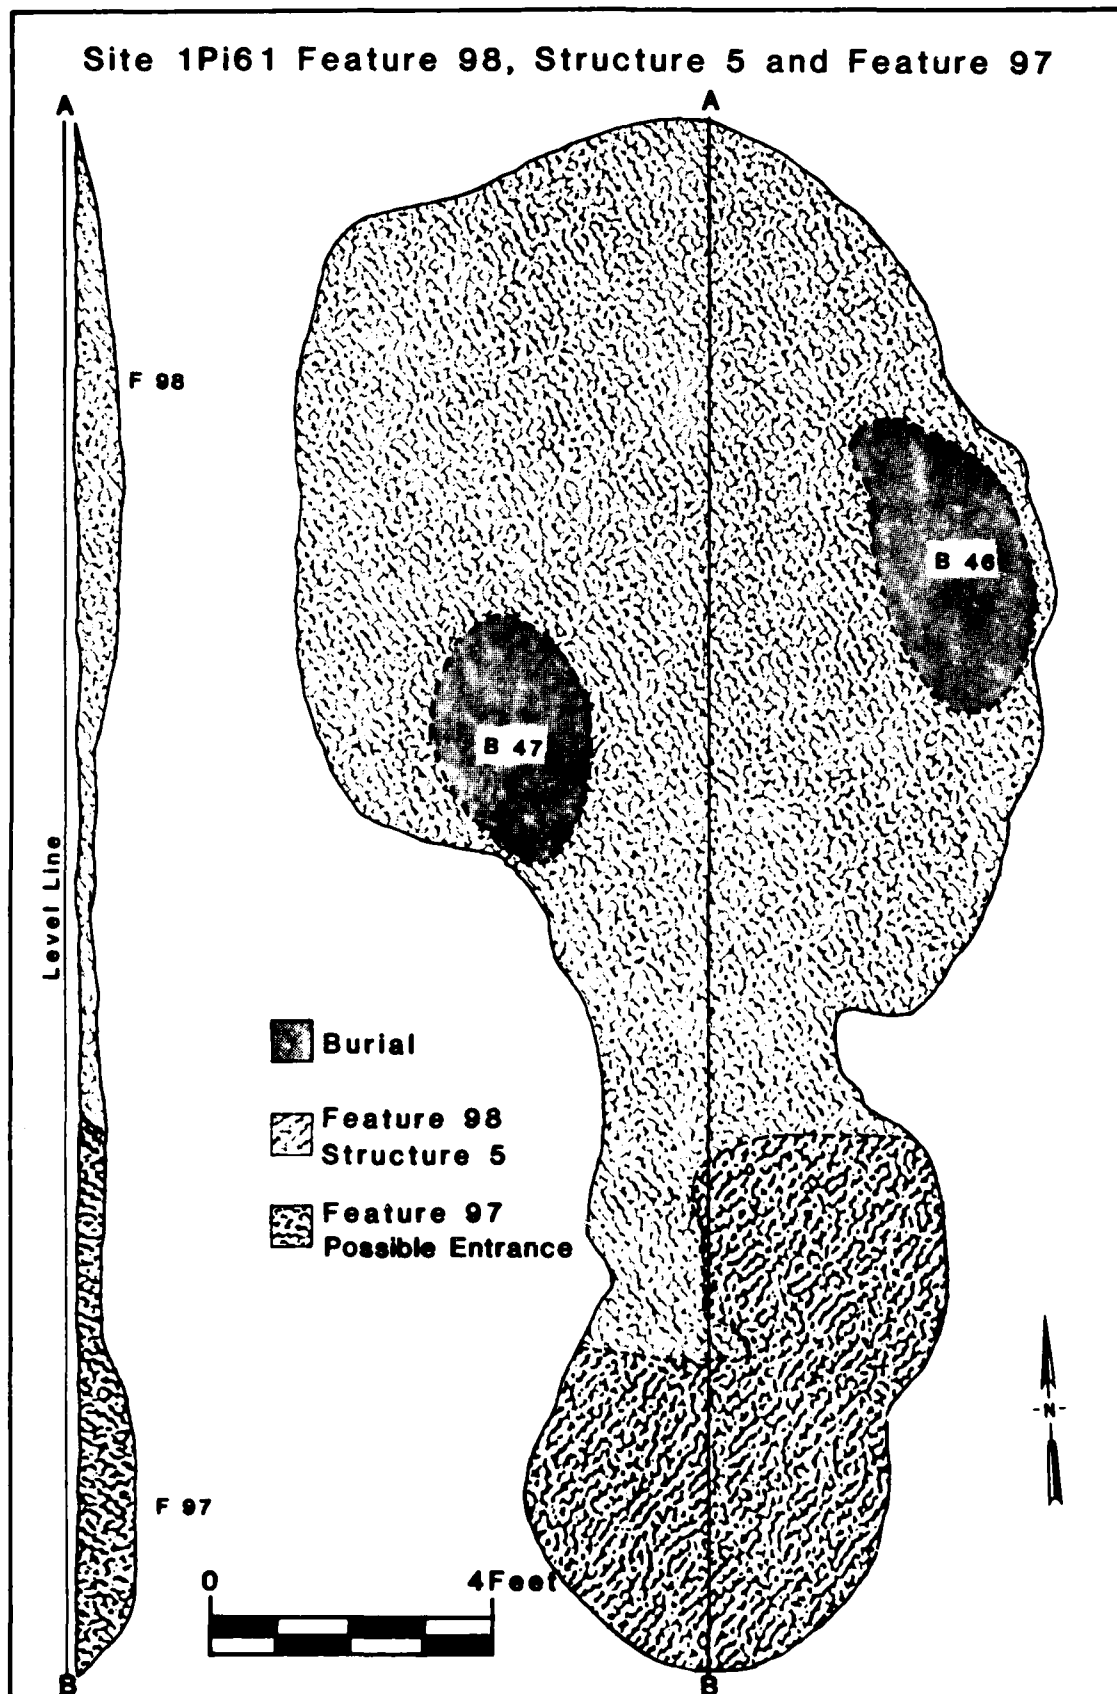 Site 1Pi61 Feature 98, Structure 5 and Feature 97
A
A
F 98
B 46
B 47
Level Line
Burial
Feature 98
Structure 5
Feature 97
Possible Entrance
-N-
F 97
0 4Feet
B
B